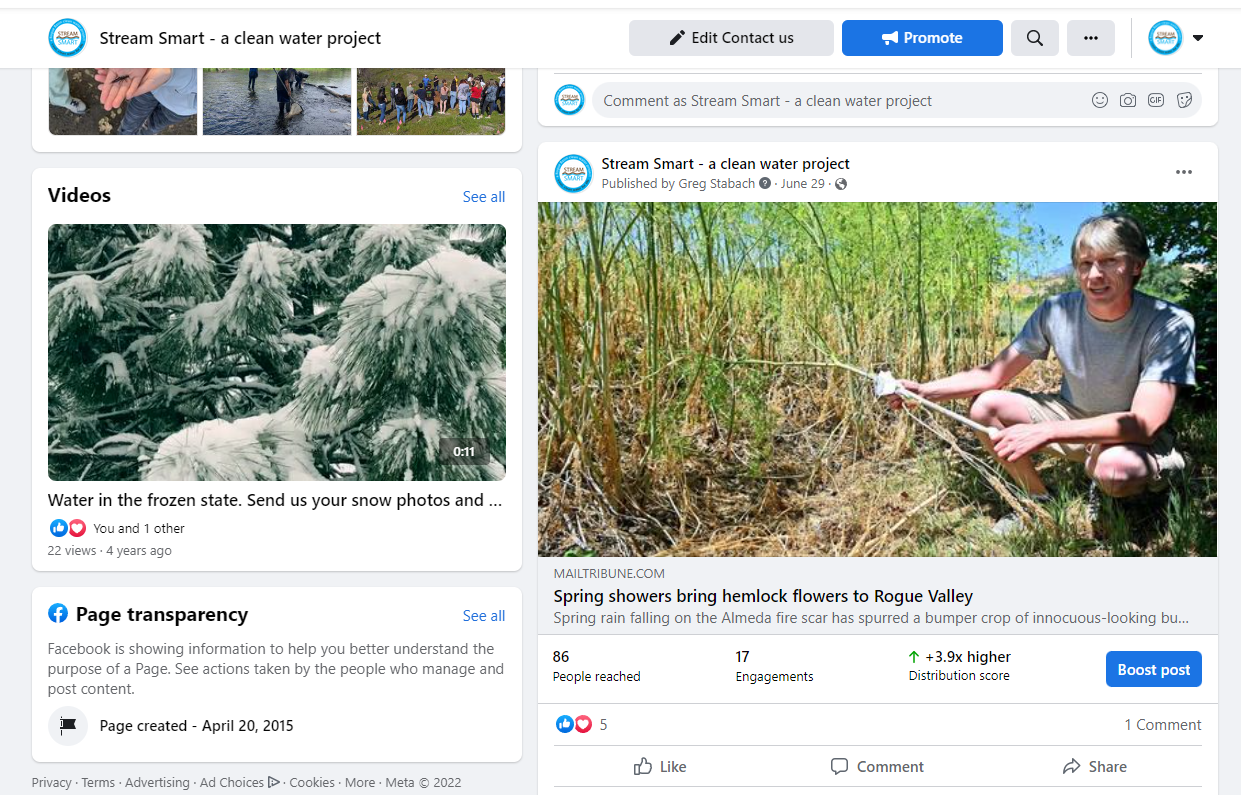 Stream Smart - a clean water project
Edit Contact us
Promote
STREAM
SMART
Comment as Stream Smart - a clean water project
GIF
Videos
See all
0:11
Water in the frozen state. Send us your snow photos and ...
You and 1 other
22 views · 4 years ago
Page transparency
See all
Facebook is showing information to help you better understand the
purpose of a Page. See actions taken by the people who manage and
post content.
Page created - April 20, 2015
Privacy · Terms · Advertising · Ad Choices · Cookies · More · Meta © 2022
Stream Smart - a clean water project
Published by Greg Stabach · June 29 ·
MAILTRIBUNE.COM
Spring showers bring hemlock flowers to Rogue Valley
Spring rain falling on the Almeda fire scar has spurred a bumper crop of innocuous-looking bu...
86
People reached
17
Engagements
+3.9x higher
Distribution score
Boost post
5
1 Comment
Like
Comment
Share